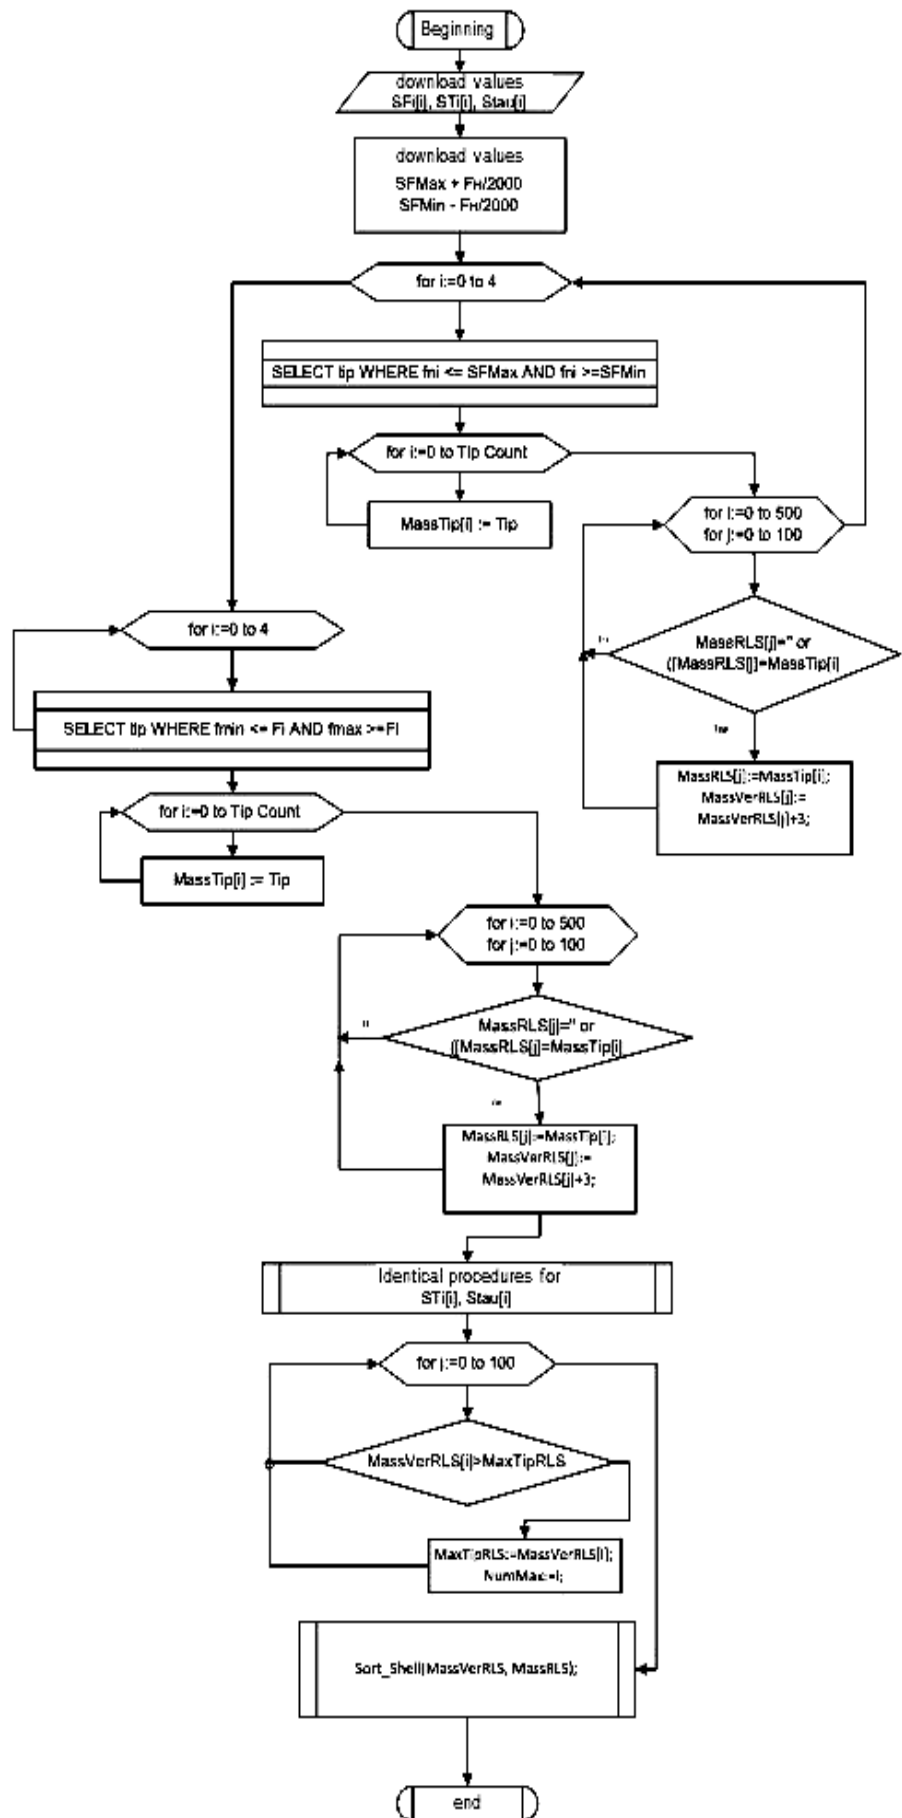 Beginning
download values
SFi[i], STi[i], Stau[i]
download values
SFMax + Fн/2000
SFMin - Fн/2000
for i:=0 to 4
SELECT tip WHERE fni <= SFMax AND fni >=SFMin
for i:=0 to Tip Count
MassTip[i] := Tip
for i:=0 to 500
for j:=0 to 100
MassRLS[j]='' or
([MassRLS[j]=MassTip[i]
MassRLS[j]:=MassTip[i];
MassVerRLS[j]:=
MassVerRLS[j]+3;
for i:=0 to 4
SELECT tip WHERE fmin <= Fi AND fmax >=Fi
for i:=0 to Tip Count
MassTip[i] := Tip
for i:=0 to 500
for j:=0 to 100
MassRLS[j]='' or
([MassRLS[j]=MassTip[i]
MassRLS[j]:=MassTip[i];
MassVerRLS[j]:=
MassVerRLS[j]+3;
Identical procedures for
STi[i], Stau[i]
for j:=0 to 100
MassVerRLS[i]>MaxTipRLS
MaxTipRLS:=MassVerRLS[i];
NumMax:=i;
Sort_Shell(MassVerRLS, MassRLS);
end